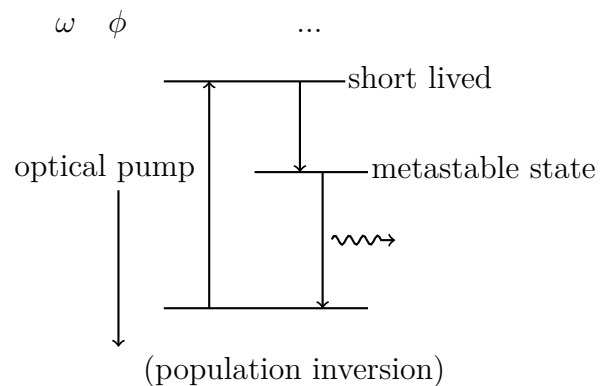 ω ϕ ...
short lived
optical pump metastable state
(population inversion)